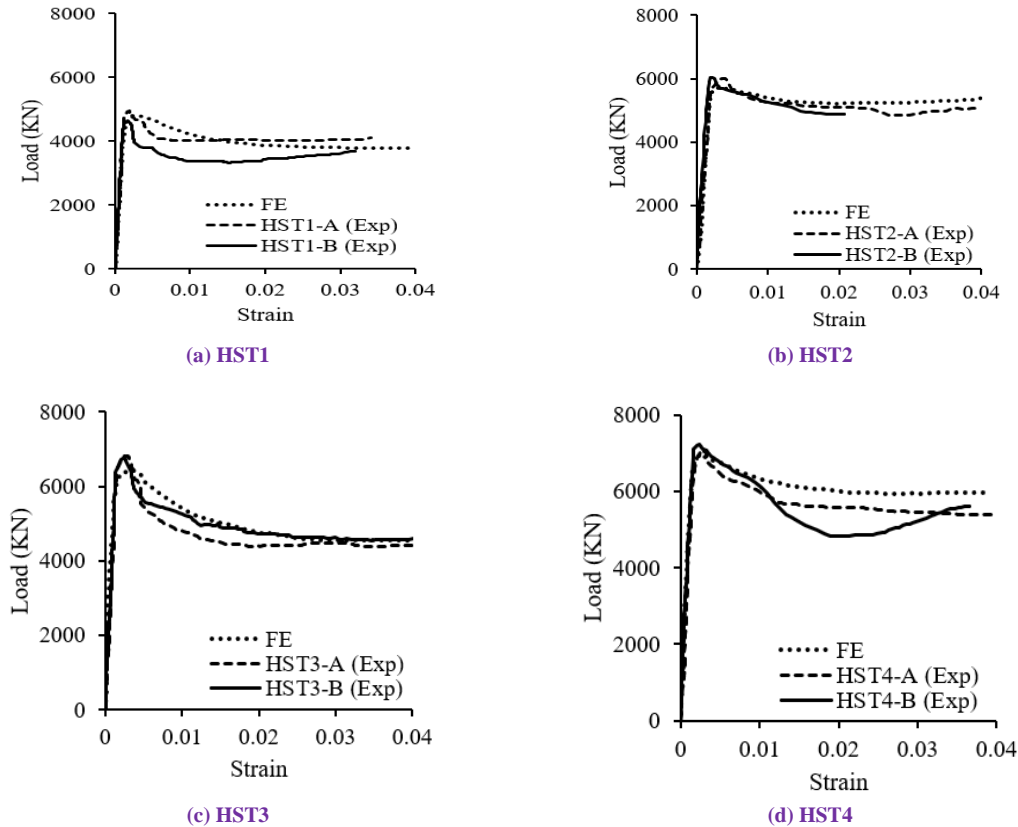 8000
6000
4000
2000
0
Load (KN)
FE
HST1-A (Exp)
HST1-B (Exp)
0 0.01 0.02 0.03 0.04
Strain
(a) HST1
8000
6000
4000
2000
0
Load (KN)
FE
HST2-A (Exp)
HST2-B (Exp)
0 0.01 0.02 0.03 0.04
Strain
(b) HST2
8000
6000
4000
2000
0
Load (KN)
FE
HST3-A (Exp)
HST3-B (Exp)
0 0.01 0.02 0.03 0.04
Strain
(c) HST3
8000
6000
4000
2000
0
Load (KN)
FE
HST4-A (Exp)
HST4-B (Exp)
0 0.01 0.02 0.03 0.04
Strain
(d) HST4